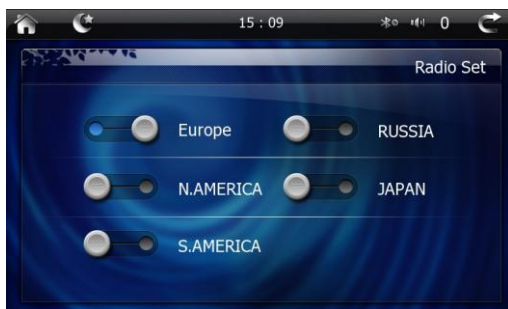 15 : 09
0
Radio Set
Europe
RUSSIA
N.AMERICA
JAPAN
S.AMERICA